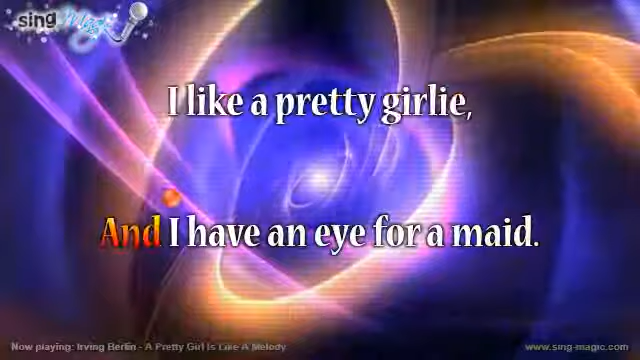 sing
Magic
I like a pretty girlie,
And I have an eye for a maid.
Now playing: Irving Berlin - A Pretty Girl Is Like A Melody
www.sing-magic.com